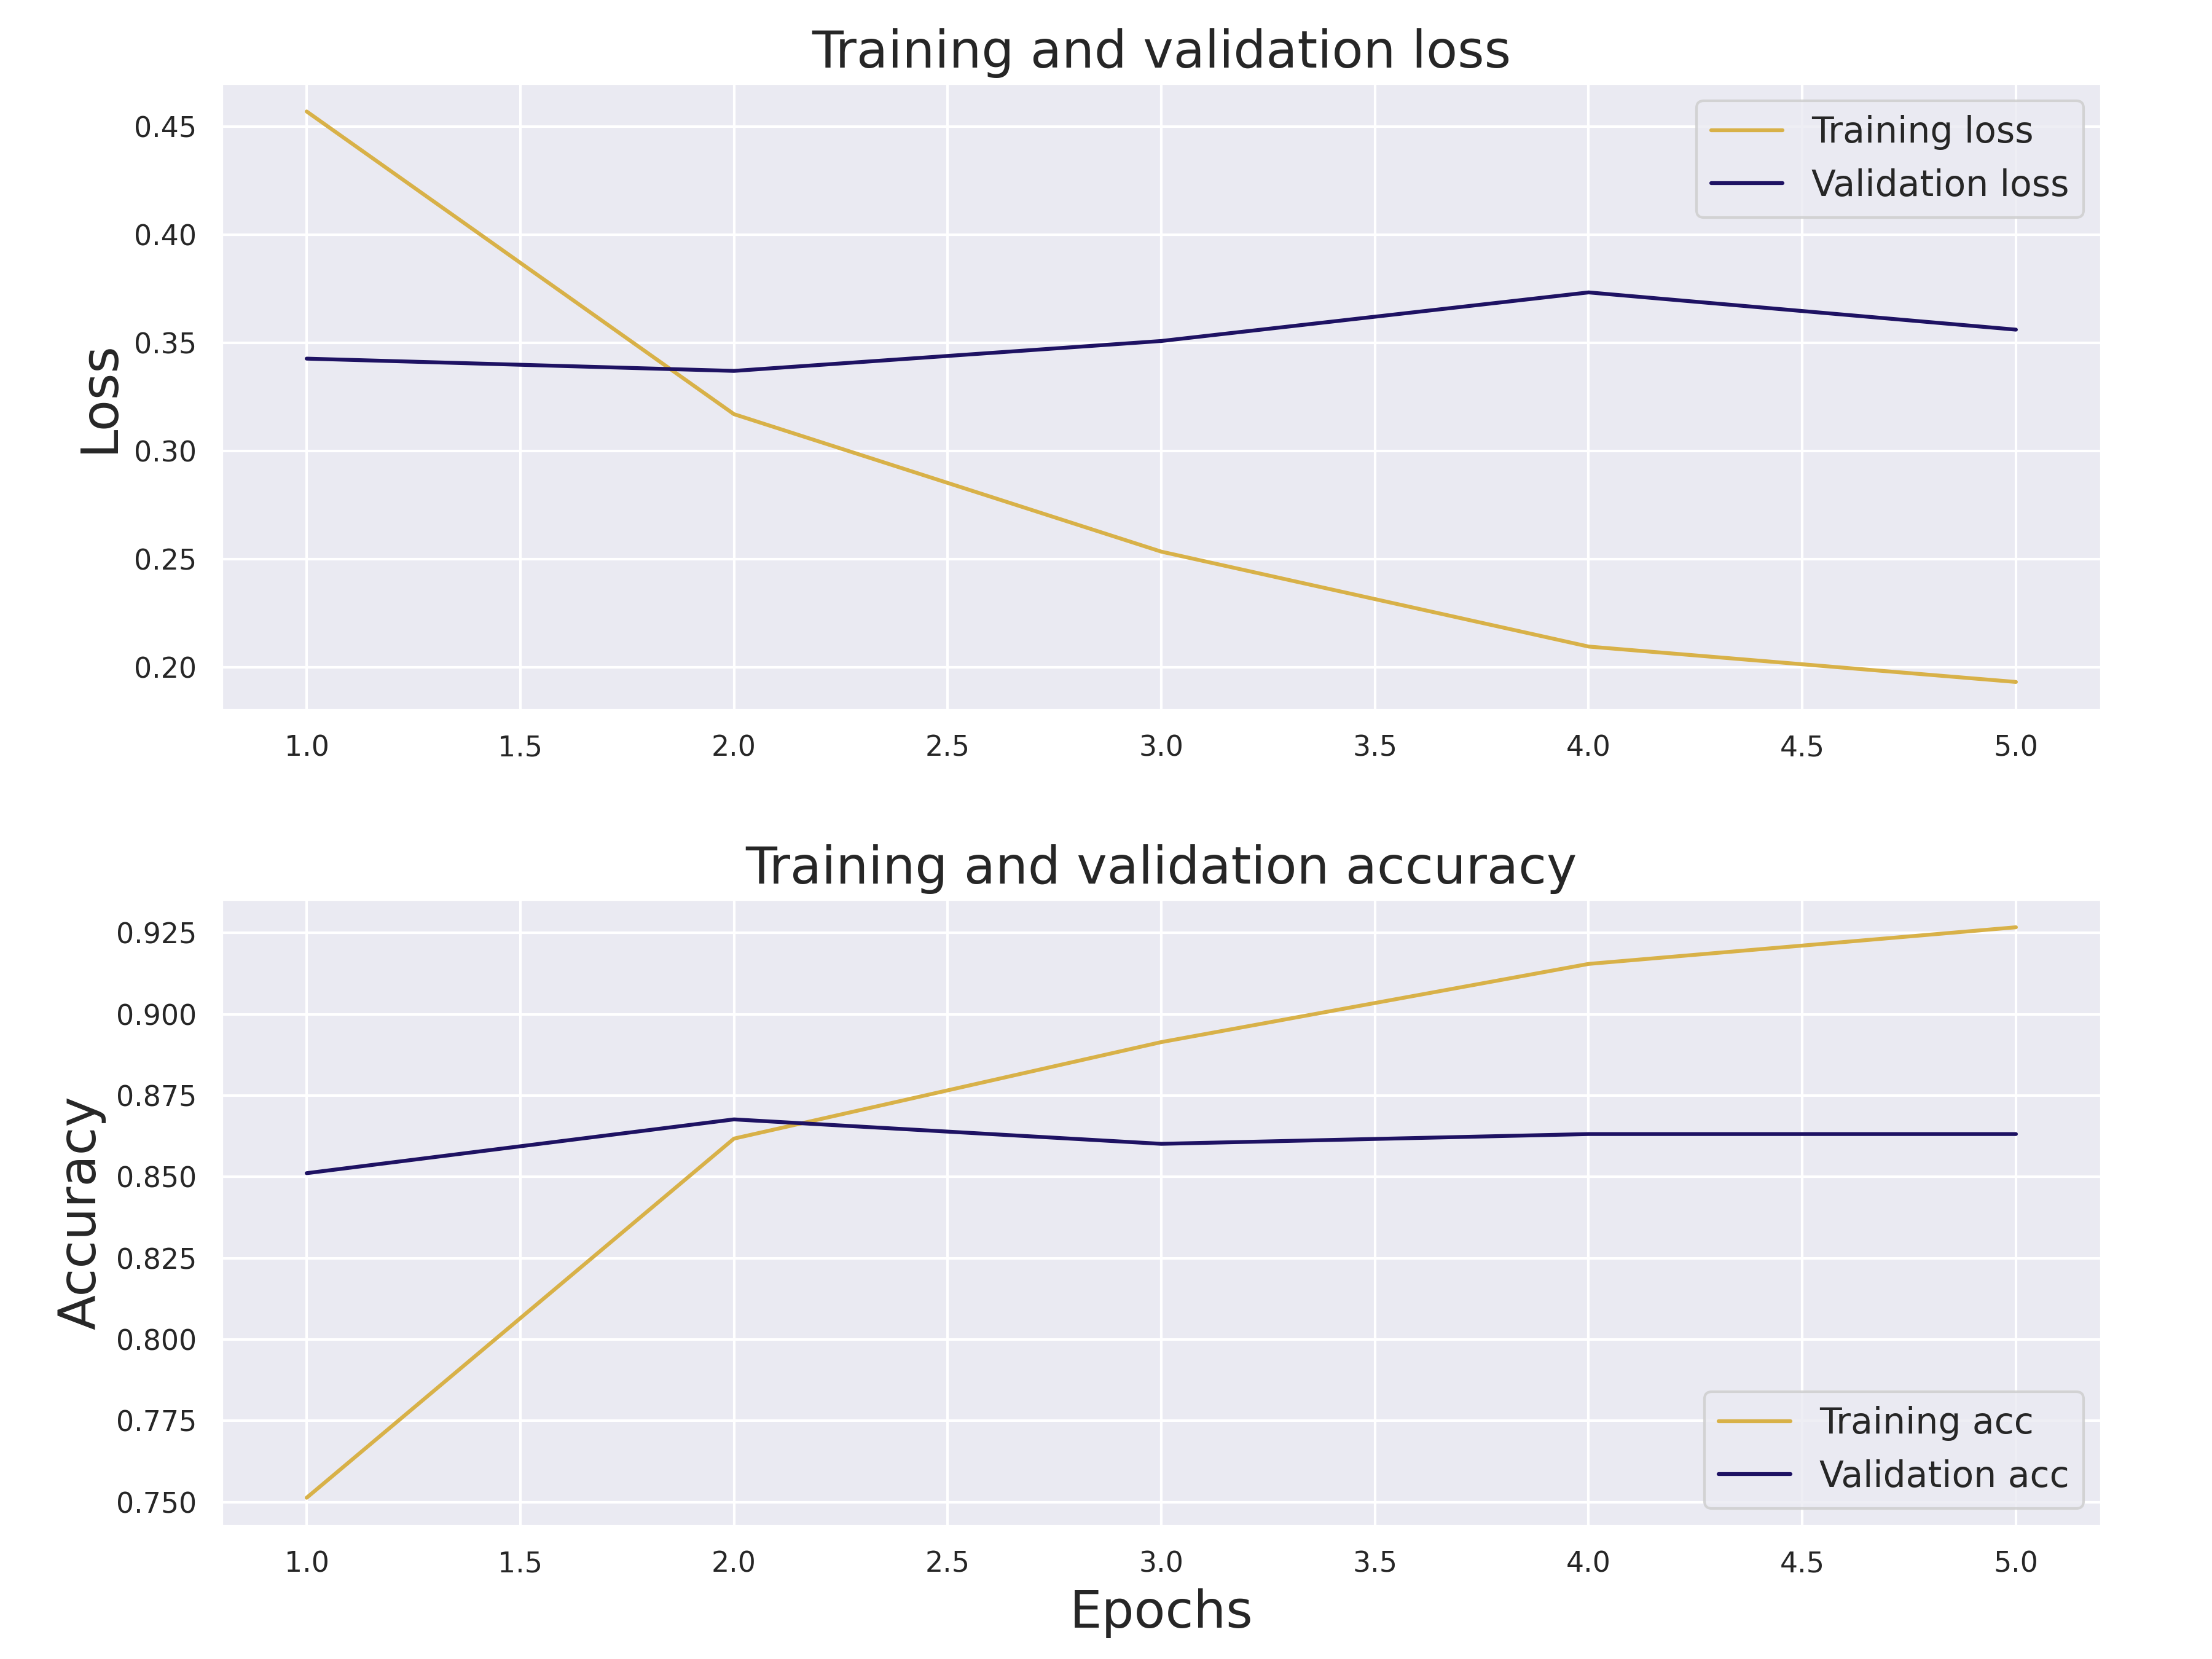 Training and validation loss
Loss
0.45
0.40
0.35
0.30
0.25
0.20
Training loss
Validation loss
1.0 1.5 2.0 2.5 3.0 3.5 4.0 4.5 5.0
Training and validation accuracy
Accuracy
0.925
0.900
0.875
0.850
0.825
0.800
0.775
0.750
Training acc
Validation acc
1.0 1.5 2.0 2.5 3.0 3.5 4.0 4.5 5.0
Epochs